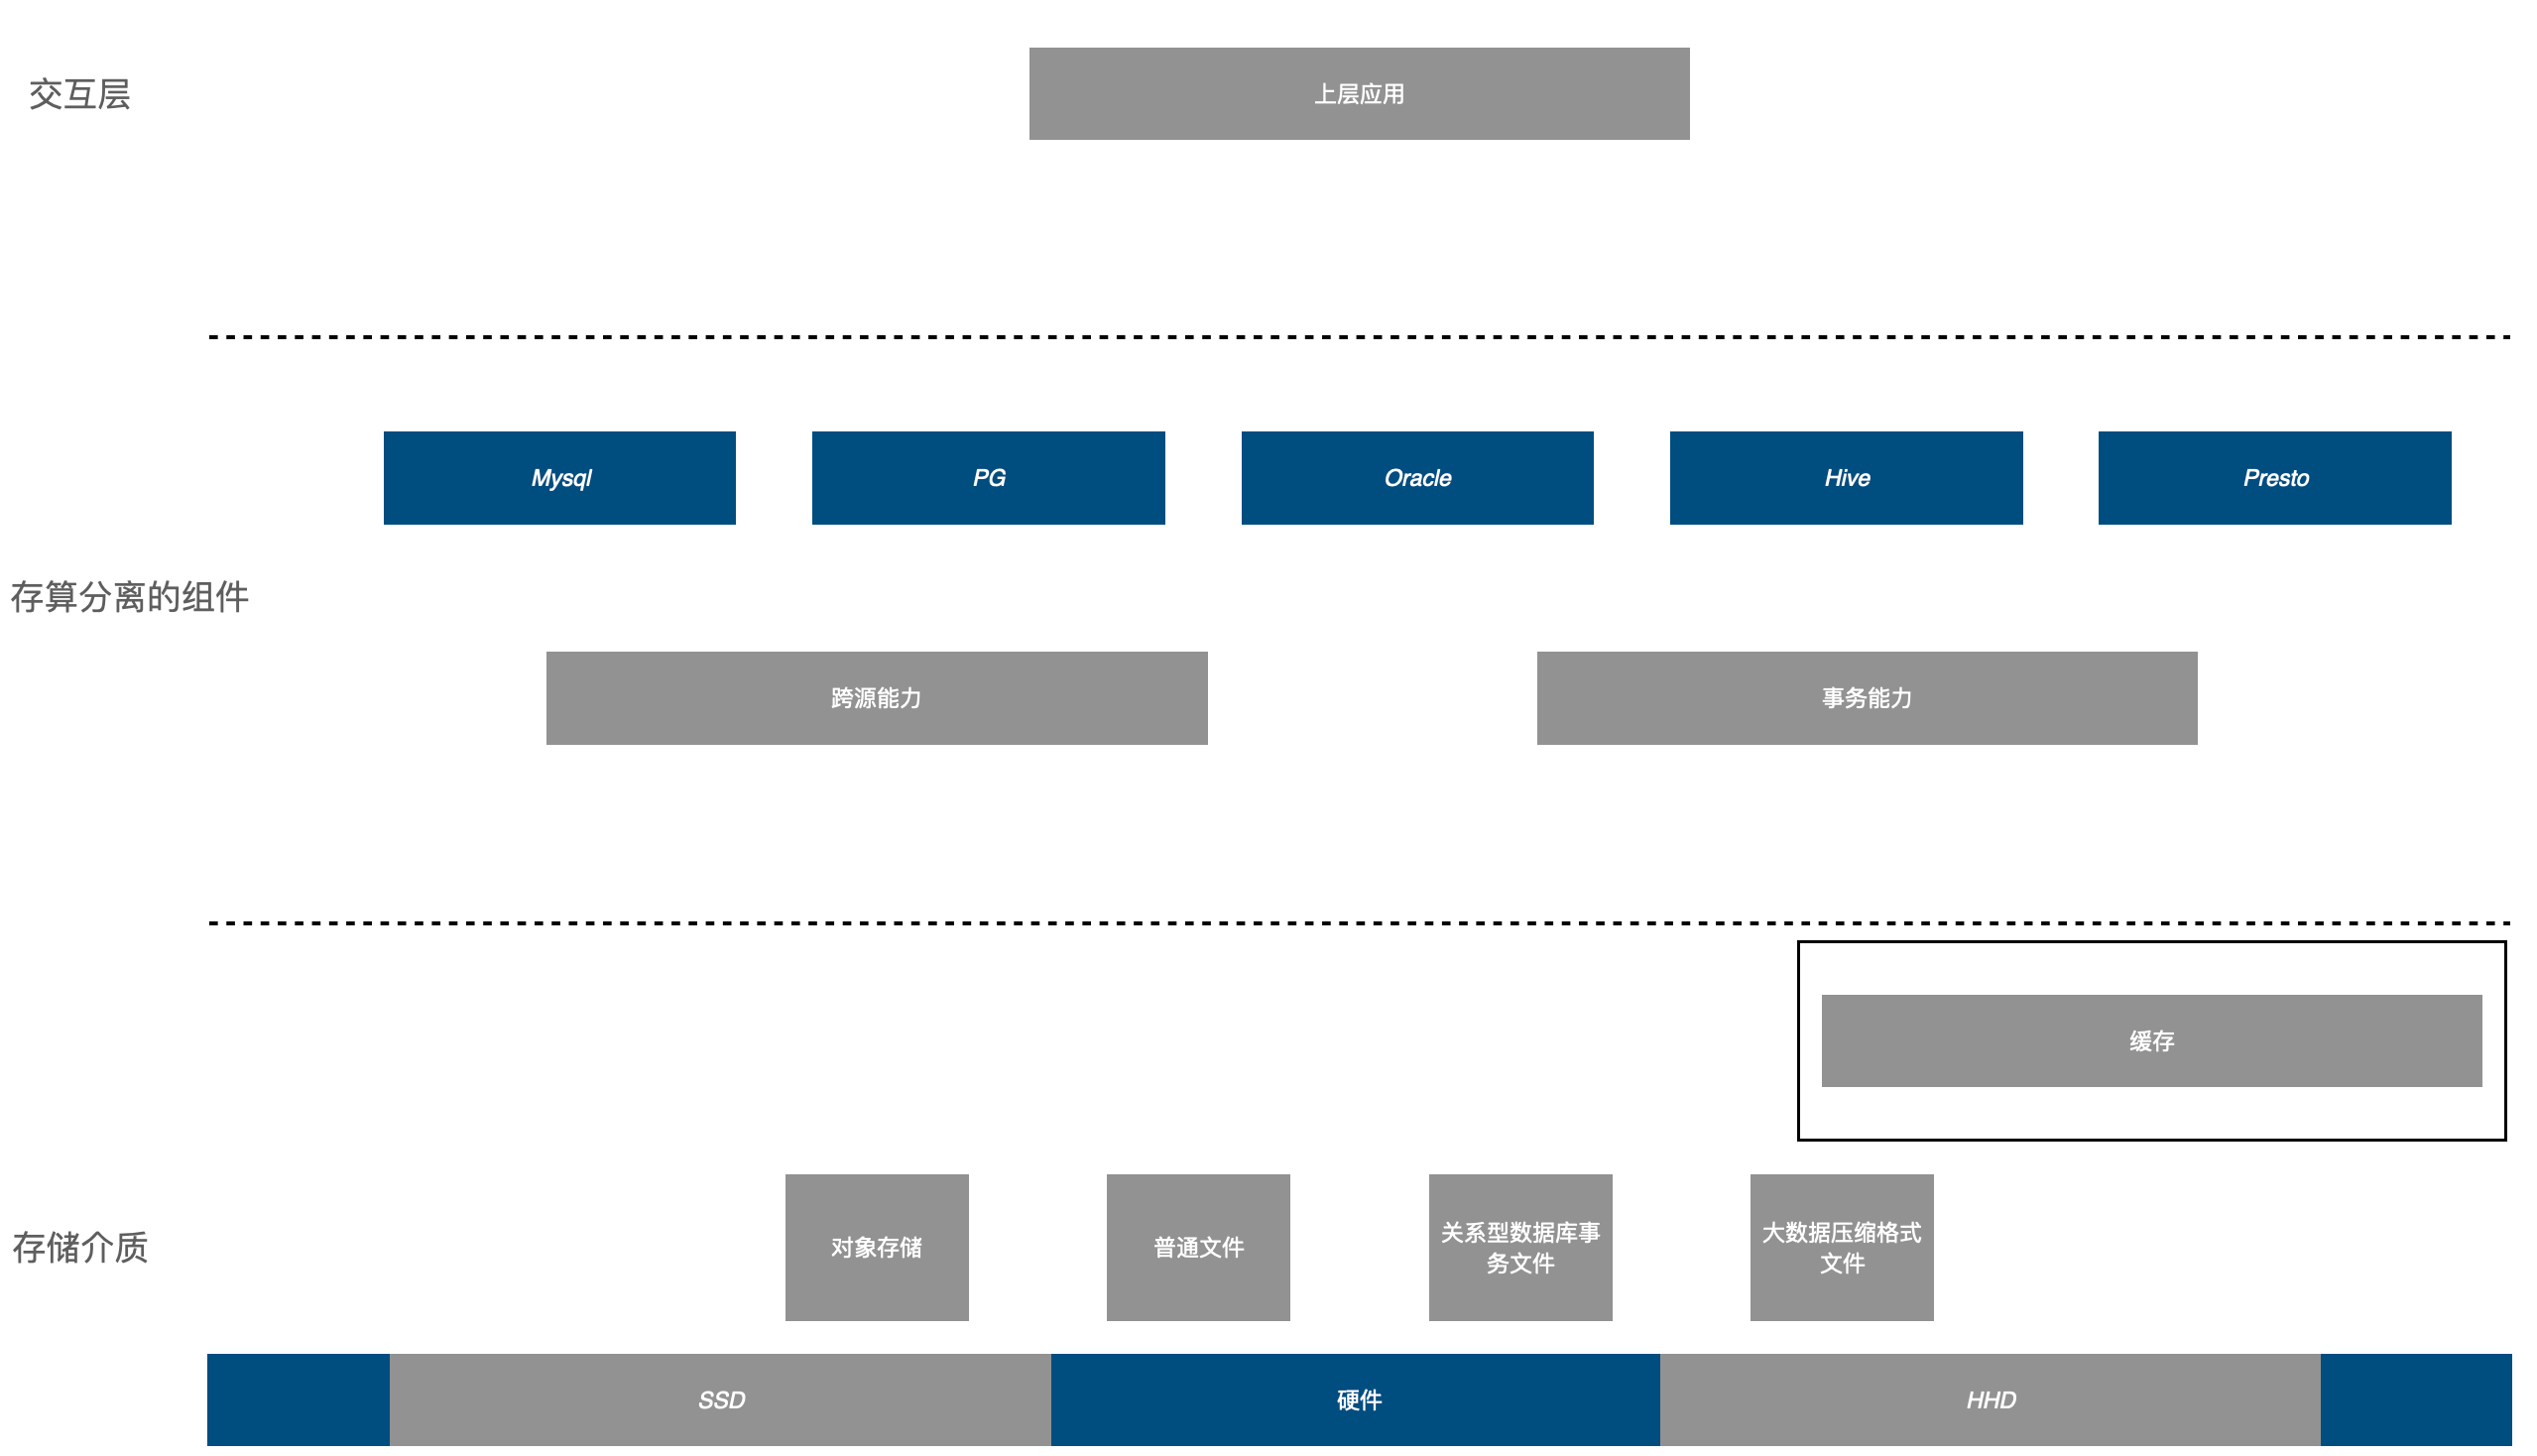 交互层
上层应用
Mysql
PG
Oracle
Hive
Presto
存算分离的组件
跨源能力
事务能力
缓存
存储介质
对象存储
普通文件
关系型数据库事
务文件
大数据压缩格式
文件
SSD
硬件
HHD